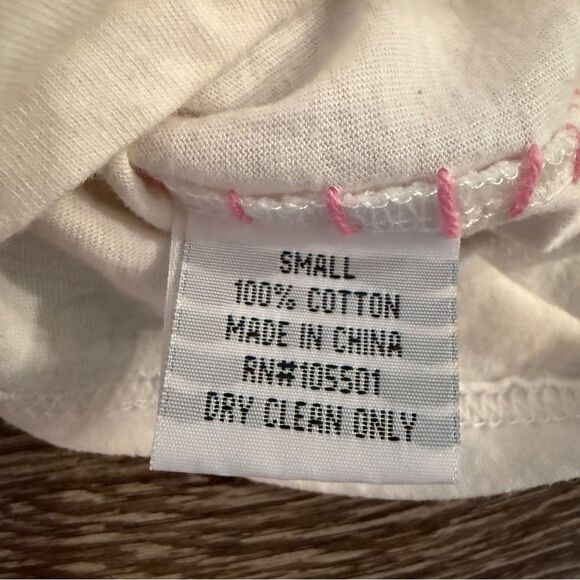 SMALL
100% COTTON
MADE IN CHINA
RN#105501
DRY CLEAN ONLY